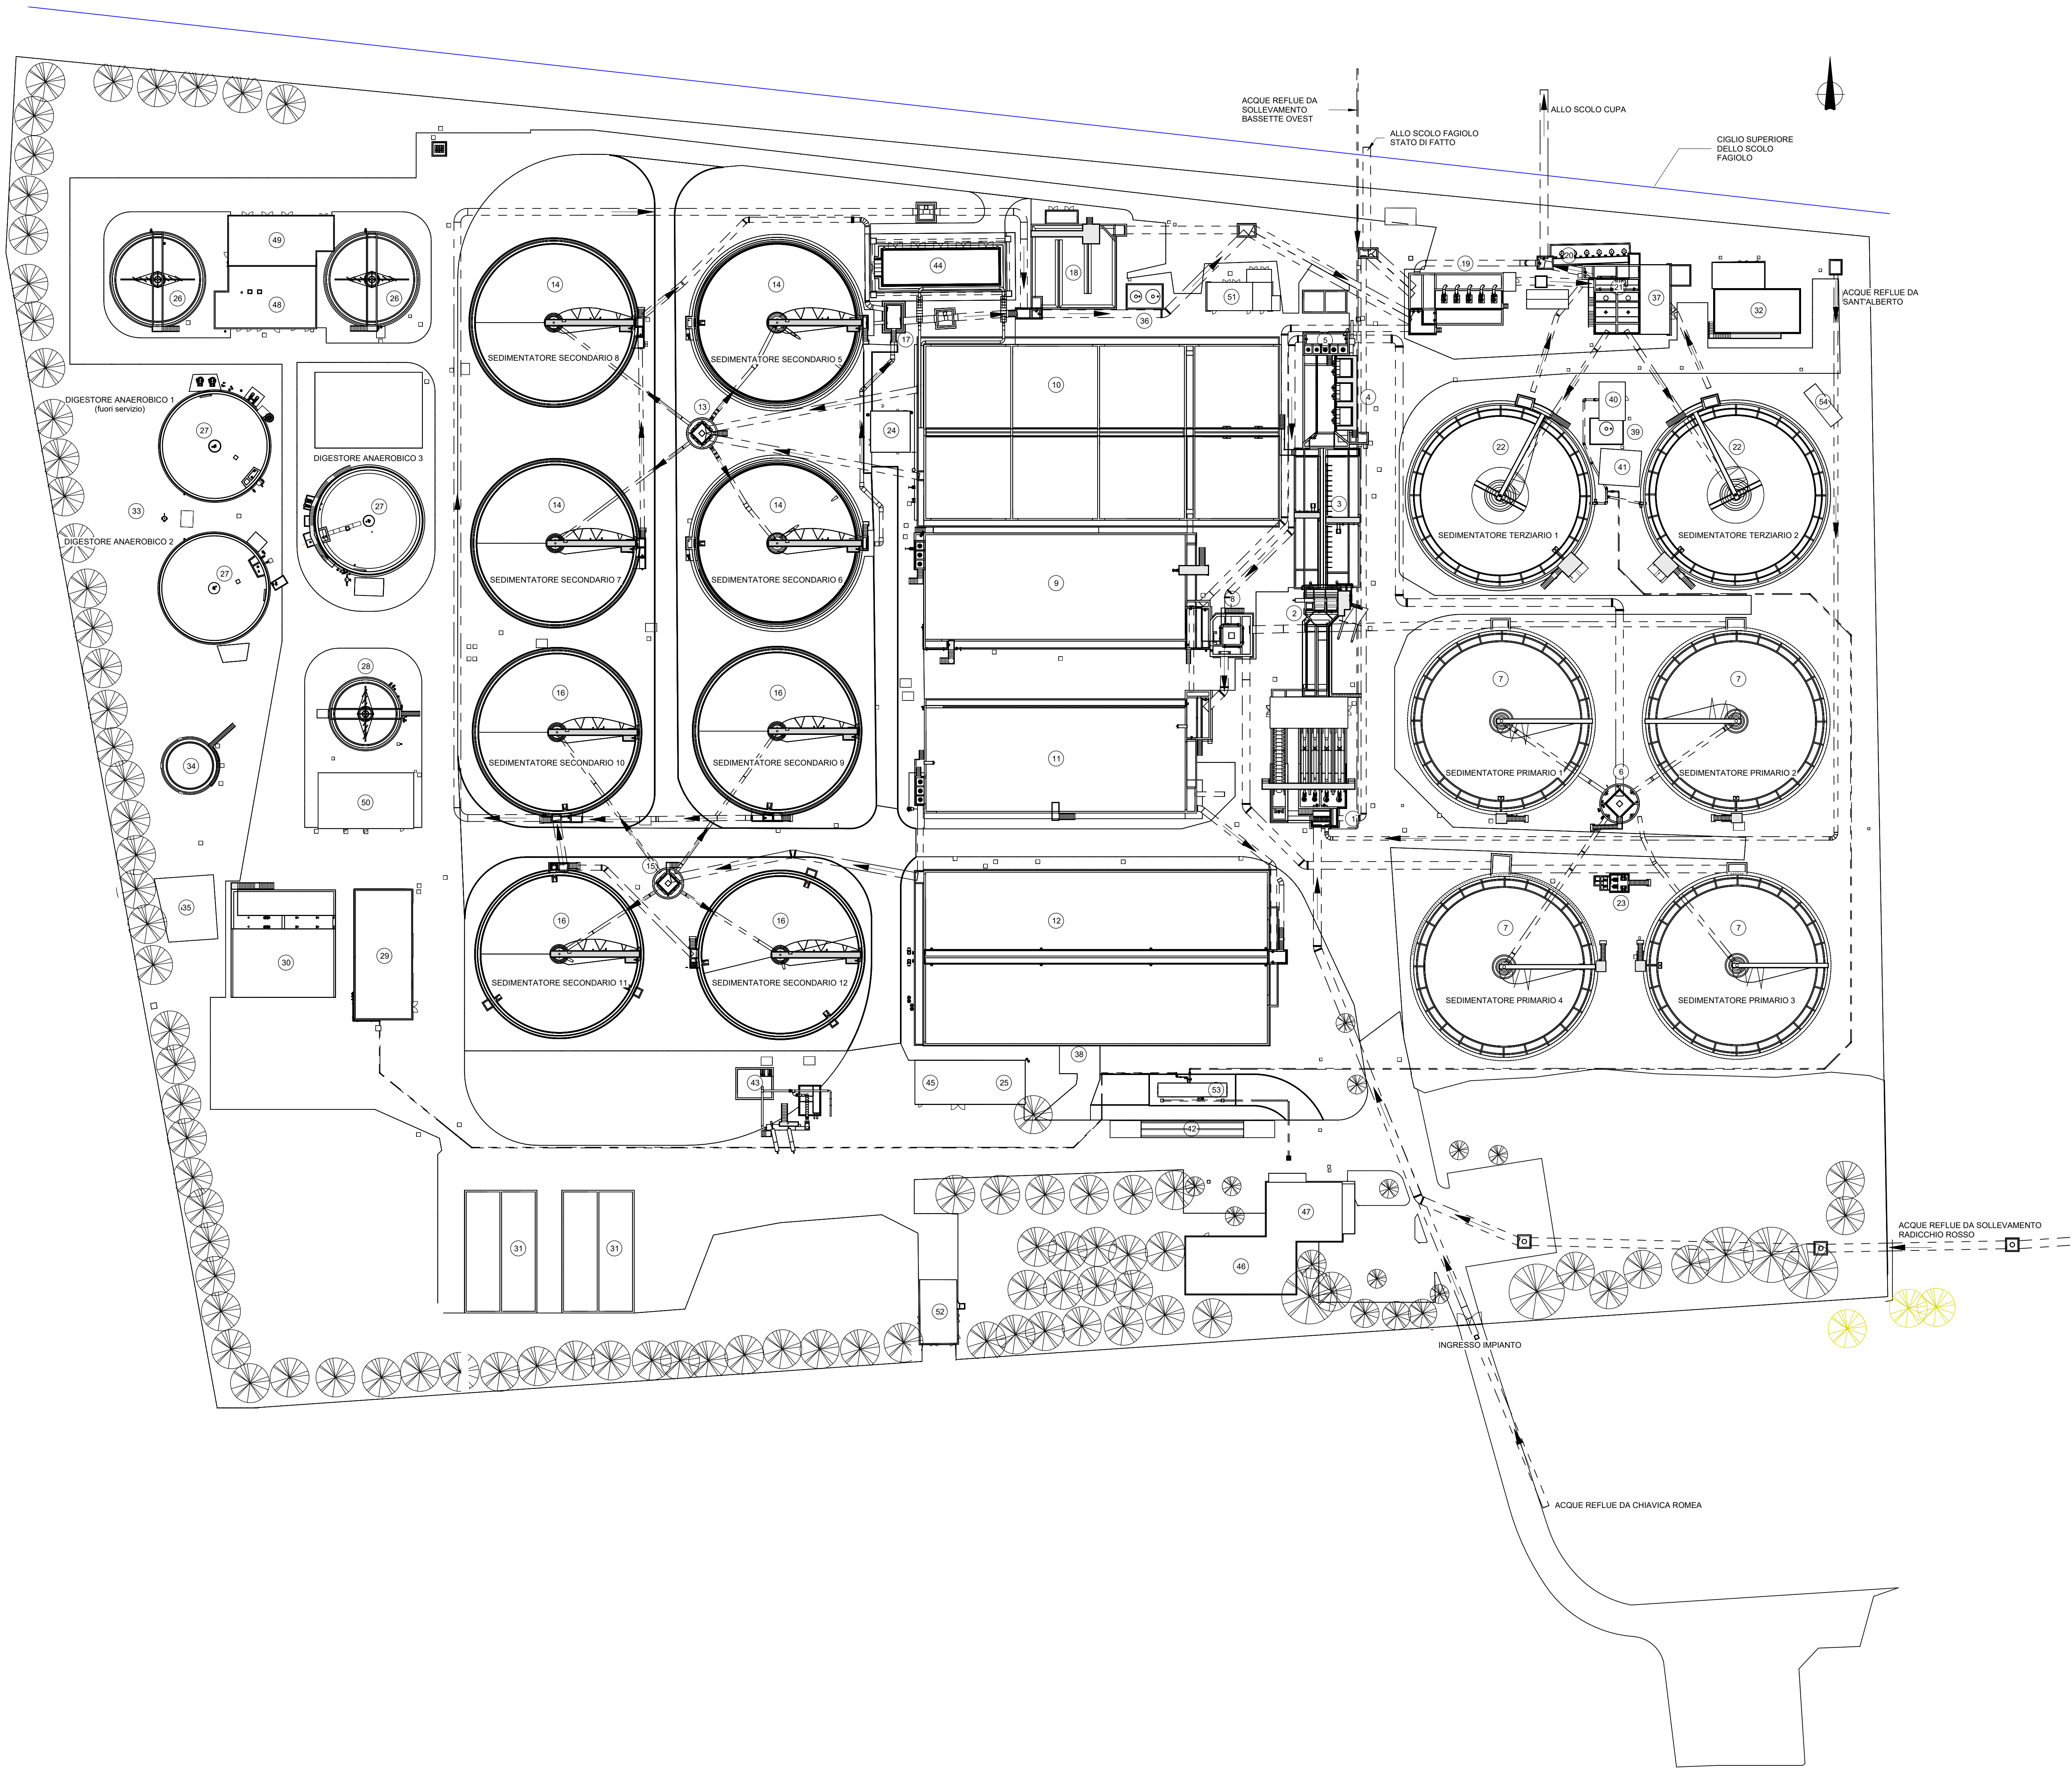 ACQUE REFLUE DA
SOLLEVAMENTO
BASSETTE OVEST
ALLO SCOLO FAGIOLO
STATO DI FATTO
ALLO SCOLO CUPA
CIGLIO SUPERIORE
DELLO SCOLO
FAGIOLO
49
48
26
26
14
14
44
18
36
51
17
19
20
21
37
32
ACQUE REFLUE DA
SANT'ALBERTO
SEDIMENTATORE SECONDARIO 8
SEDIMENTATORE SECONDARIO 5
5
4
10
13
24
DIGESTORE ANAEROBICO 1
(fuori servizio)
27
DIGESTORE ANAEROBICO 3
40
39
41
54
22
22
33
27
14
14
3
DIGESTORE ANAEROBICO 2
SEDIMENTATORE TERZIARIO 1
SEDIMENTATORE TERZIARIO 2
27
SEDIMENTATORE SECONDARIO 7
SEDIMENTATORE SECONDARIO 6
9
8
2
28
16
16
7
7
34
SEDIMENTATORE SECONDARIO 10
SEDIMENTATORE SECONDARIO 9
11
SEDIMENTATORE PRIMARIO 1
6
SEDIMENTATORE PRIMARIO 2
50
1
15
35
16
16
12
7
23
7
30
29
SEDIMENTATORE SECONDARIO 11
SEDIMENTATORE SECONDARIO 12
SEDIMENTATORE PRIMARIO 4
SEDIMENTATORE PRIMARIO 3
38
43
45
25
53
42
47
31
31
46
52
ACQUE REFLUE DA SOLLEVAMENTO
RADICCHIO ROSSO
INGRESSO IMPIANTO
ACQUE REFLUE DA CHIAVICA ROMEA